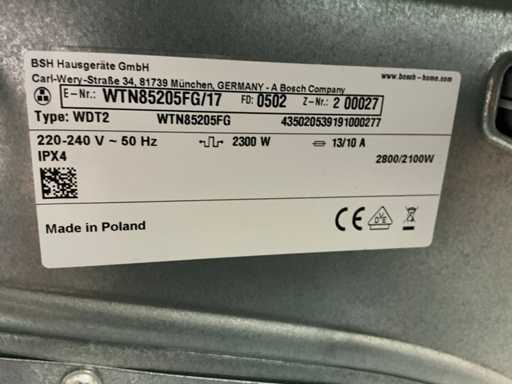 BSH Hausgeräte GmbH
Carl-Wery-Straße 34, 81739 München, GERMANY - A Bosch Company
www.bosch-home.com
E-Nr.: WTN85205FG/17 FD: 0502 Z-Nr.: 2 00027
Type: WDT2 WTN85205FG 435020539191000277
220-240 V ~ 50 Hz 2300 W 13/10 A
IPX4 2800/2100W
CE VDE
Made in Poland